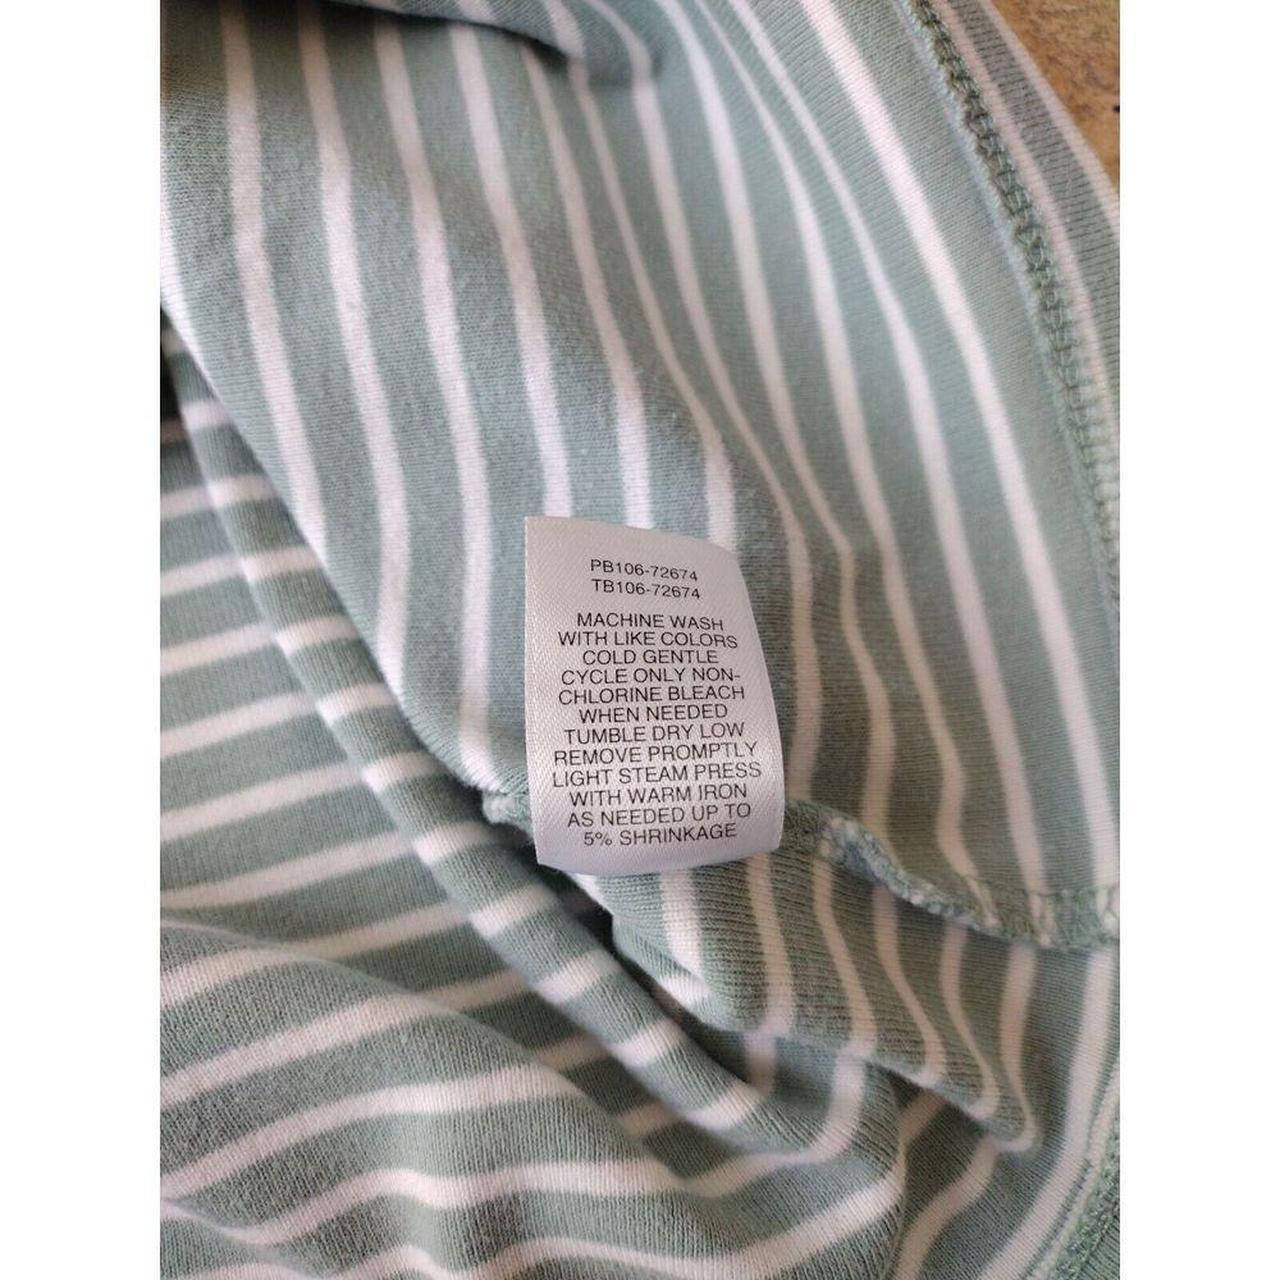 PB106-72674
TB106-72674
MACHINE WASH
WITH LIKE COLORS
COLD GENTLE
CYCLE ONLY NON-
CHLORINE BLEACH
WHEN NEEDED
TUMBLE DRY LOW
REMOVE PROMPTLY
LIGHT STEAM PRESS
WITH WARM IRON
AS NEEDED UP TO
5% SHRINKAGE